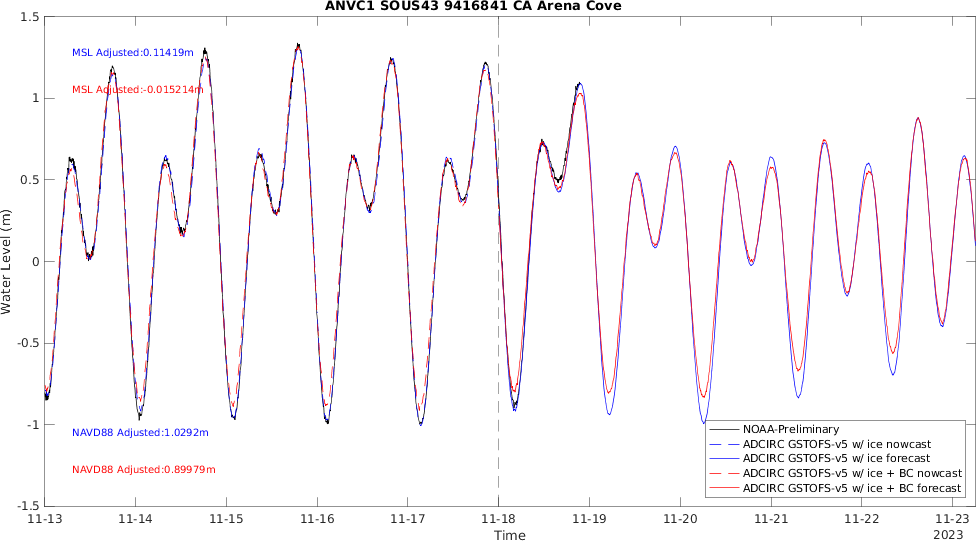 ANVC1 SOUS43 9416841 CA Arena Cove
1.5
1
0.5
0
-0.5
-1
-1.5
Water Level (m)
MSL Adjusted:0.11419m
MSL Adjusted:-0.015214m
NAVD88 Adjusted:1.0292m
NAVD88 Adjusted:0.89979m
NOAA-Preliminary
ADCIRC GSTOFS-v5 w/ ice nowcast
ADCIRC GSTOFS-v5 w/ ice forecast
ADCIRC GSTOFS-v5 w/ ice + BC nowcast
ADCIRC GSTOFS-v5 w/ ice + BC forecast
11-13 11-14 11-15 11-16 11-17 11-18 11-19 11-20 11-21 11-22 11-23
Time
2023